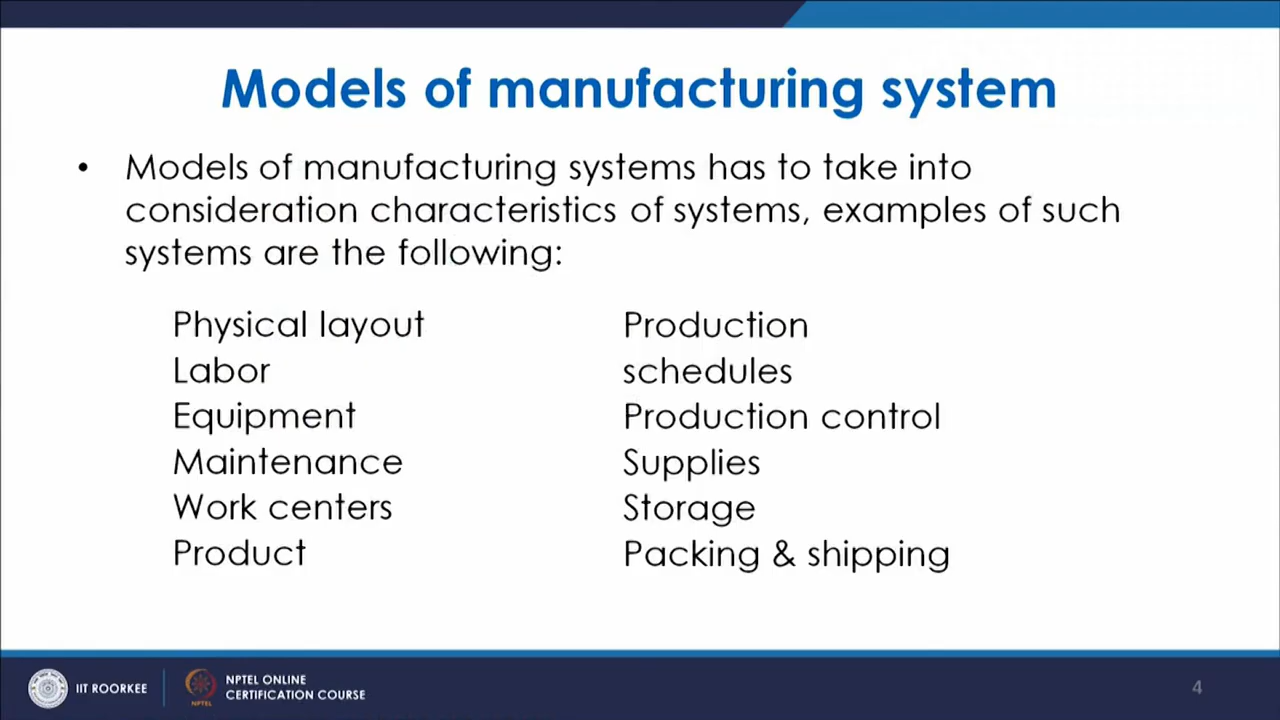 Models of manufacturing system
• Models of manufacturing systems has to take into
consideration characteristics of systems, examples of such
systems are the following:
Physical layout
Labor
Equipment
Maintenance
Work centers
Product
Production
schedules
Production control
Supplies
Storage
Packing & shipping
IIT ROORKEE
NPTEL
NPTEL ONLINE
CERTIFICATION COURSE
4